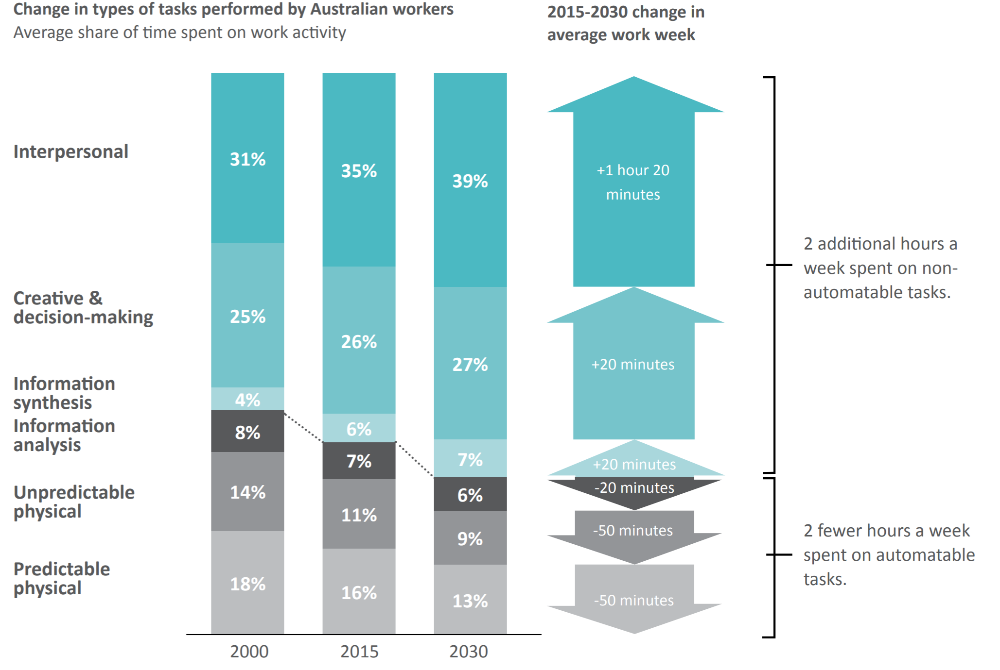 Change in types of tasks performed by Australian workers
Average share of time spent on work activity
2015-2030 change in
average work week
Interpersonal
31%
35%
39%
+1 hour 20
minutes
Creative &
decision-making
25%
26%
27%
+20 minutes
Information
synthesis
4%
6%
7%
+20 minutes
Information
analysis
8%
7%
6%
-20 minutes
Unpredictable
physical
14%
11%
9%
-50 minutes
Predictable
physical
18%
16%
13%
-50 minutes
2 additional hours a
week spent on non-
automatable tasks.
2 fewer hours a week
spent on automatable
tasks.
2000
2015
2030